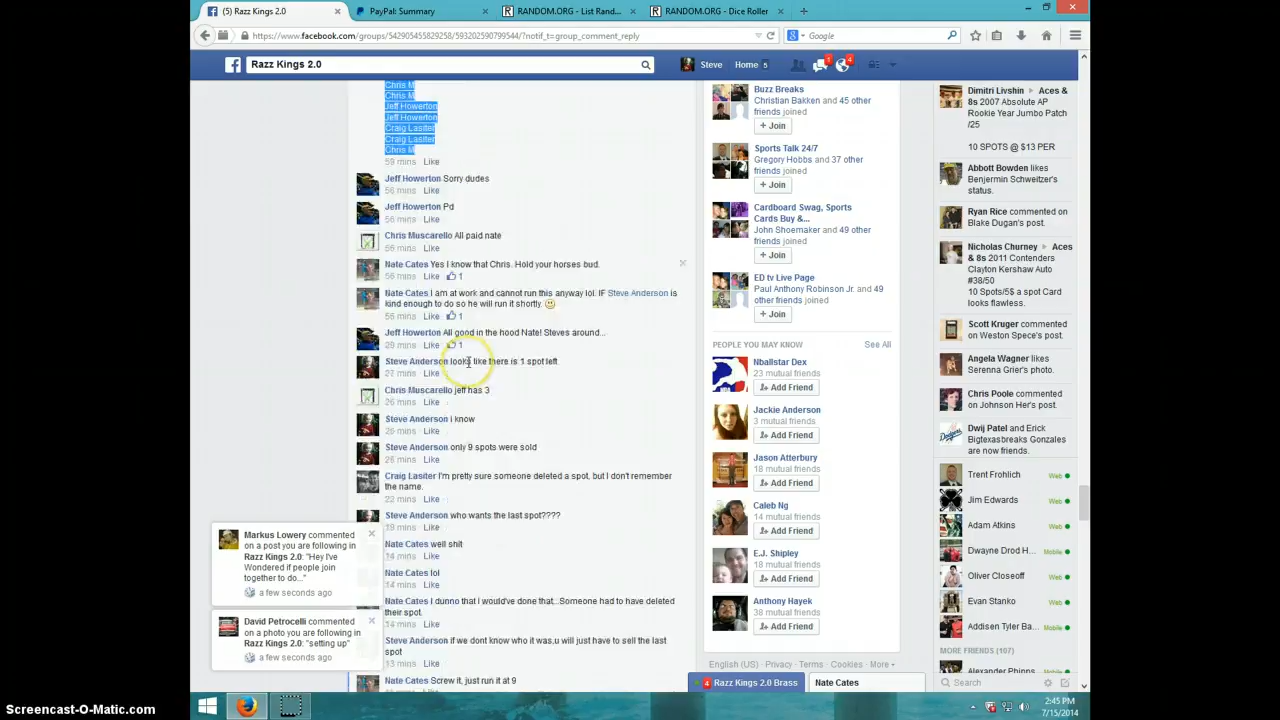 (5) Razz Kings 2.0
PayPal: Summary
RANDOM.ORG - List Rand...
RANDOM.ORG - Dice Roller
https://www.facebook.com/groups/542905455829258/593202590799544/?notif_t=group_comment_reply
Google
Razz Kings 2.0
Steve
Home 5
1
4
Chris M
Chris M
Jeff Howerton
Jeff Howerton
Craig Lasiter
Craig Lasiter
Chris M
59 mins Like
Jeff Howerton Sorry dudes
56 mins Like
Jeff Howerton Pd
56 mins Like
Chris Muscarello All paid nate
56 mins Like
Nate Cates Yes I know that Chris. Hold your horses bud.
56 mins Like 1
Nate Cates I am at work and cannot run this anyway lol. IF Steve Anderson is
kind enough to do so he will run it shortly.
56 mins Like 1
Jeff Howerton All good in the hood Nate! Steves around...
29 mins Like 1
Steve Anderson looks like there is 1 spot left
27 mins Like
Chris Muscarello jeff has 3
26 mins Like
Steve Anderson i know
26 mins Like
Steve Anderson only 9 spots were sold
26 mins Like
Craig Lasiter I'm pretty sure someone deleted a spot, but I don't remember
the name.
22 mins Like
Steve Anderson who wants the last spot????
19 mins Like
Nate Cates well shit
14 mins Like
Nate Cates lol
14 mins Like
Nate Cates I dunno that i would've done that...Someone had to have deleted
their spot.
14 mins Like
Steve Anderson if we dont know who it was,u will just have to sell the last
spot
13 mins Like
Nate Cates Screw it, just run it at 9
Markus Lowery commented
on a post you are following in
Razz Kings 2.0: "Hey I've
Wondered if people join
together to do..."
a few seconds ago
David Petrocelli commented
on a photo you are following in
Razz Kings 2.0: "setting up"
a few seconds ago
Buzz Breaks
Christian Bakken and 45 other
friends joined
+ Join
Sports Talk 24/7
Gregory Hobbs and 37 other
friends joined
+ Join
Cardboard Swag, Sports
Cards Buy &...
John Shoemaker and 49 other
friends joined
+ Join
ED tv Live Page
Paul Anthony Robinson Jr. and 49
other friends joined
+ Join
PEOPLE YOU MAY KNOW
See All
Nballstar Dex
23 mutual friends
Add Friend
Jackie Anderson
3 mutual friends
Add Friend
Jason Atterbury
18 mutual friends
Add Friend
Caleb Ng
14 mutual friends
Add Friend
E.J. Shipley
18 mutual friends
Add Friend
Anthony Hayek
38 mutual friends
Add Friend
English (US) · Privacy · Terms · Cookies · More
4 Razz Kings 2.0 Brass
Nate Cates
Dimitri Livshin ▸ Aces &
8s 2007 Absolute AP
Rookie Year Jumbo Patch
/25
10 SPOTS @ $13 PER
Abbott Bowden likes
Benjermin Schweitzer's
status.
Ryan Rice commented on
Blake Dugan's post.
Nicholas Churney ▸ Aces
& 8s 2011 Contenders
Clayton Kershaw Auto
#38/50
10 Spots/5$ a spot Card
looks flawless.
Scott Kruger commented
on James Herring's post.
Angela Wagner likes
Serenna Grier's photo.
Chris Poole commented
on Johnson Her's post.
Dwij Patel and Erick
Bigtexasbreaks Gonzales
are now friends.
Trent Frohlich Web
Jim Edwards Web
Adam Atkins Web
Dwayne Drod H... Mobile
Oliver Closeoff Web
Evan Stanko Web
Addisen Tyler Ba... Mobile
MORE FRIENDS (107)
Alexander Phipps
Search
2:45 PM
7/15/2014
Screencast-O-Matic.com